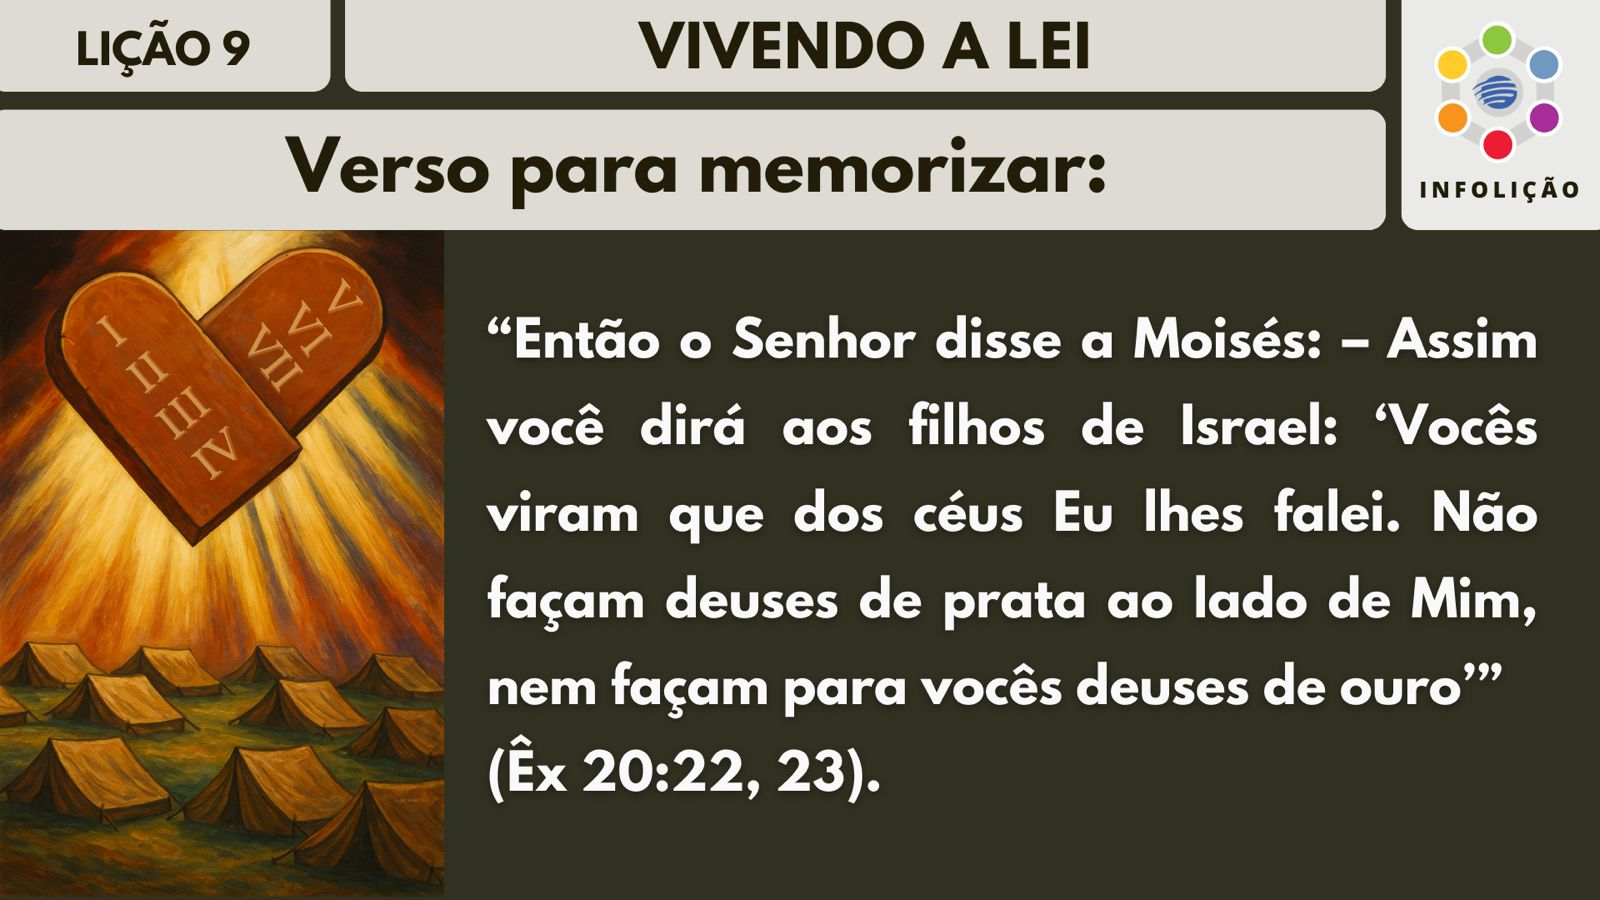 LIÇÃO 9
VIVENDO A LEI
INFOLIÇÃO
Verso para memorizar:
I
II
III
IV
V
VI
VII
“Então o Senhor disse a Moisés: – Assim
você dirá aos filhos de Israel: ‘Vocês
viram que dos céus Eu lhes falei. Não
façam deuses de prata ao lado de Mim,
nem façam para vocês deuses de ouro’”
(Êx 20:22, 23).